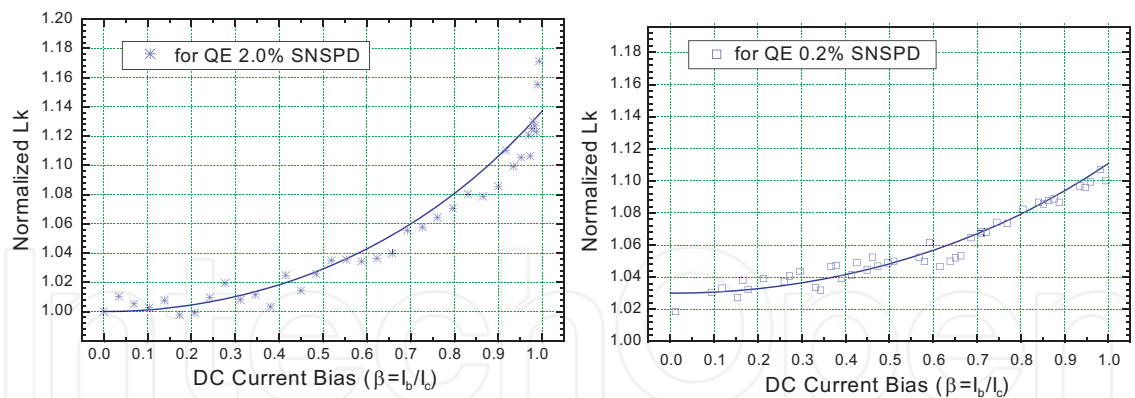 1.20
1.18
1.16
1.14
1.12
1.10
1.08
1.06
1.04
1.02
1.00
Normalized Lk
for QE 2.0% SNSPD
0.0 0.1 0.2 0.3 0.4 0.5 0.6 0.7 0.8 0.9 1.0
DC Current Bias (β=I_b/I_c)
1.18
1.16
1.14
1.12
1.10
1.08
1.06
1.04
1.02
1.00
Normalized Lk
for QE 0.2% SNSPD
0.0 0.1 0.2 0.3 0.4 0.5 0.6 0.7 0.8 0.9 1.0
DC Current Bias (β=I_b/I_c)
IntechOpen